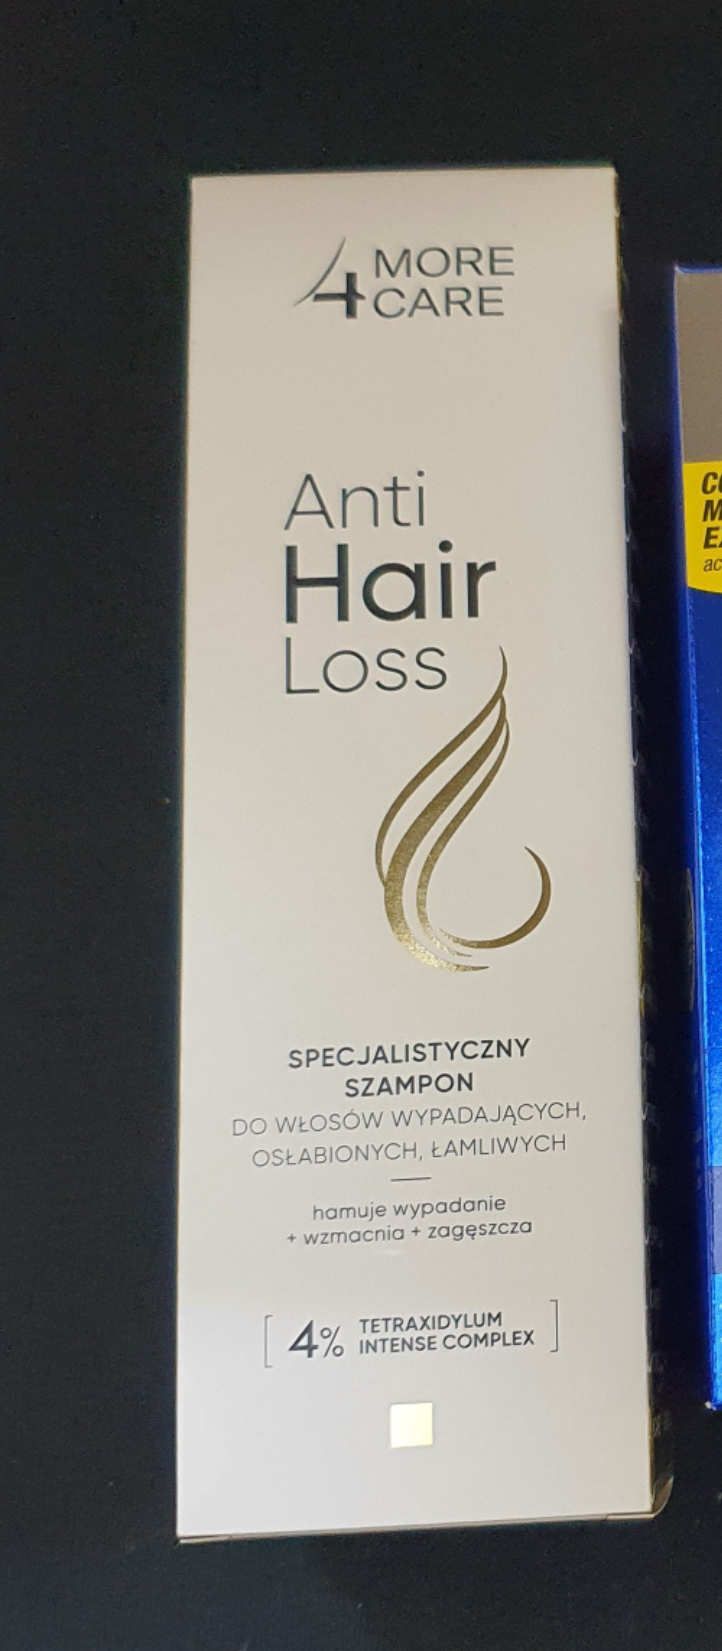 4 MORE
CARE
Anti
Hair
Loss
SPECJALISTYCZNY
SZAMPON
DO WŁOSÓW WYPADAJĄCYCH,
OSŁABIONYCH, ŁAMLIWYCH
hamuje wypadanie
+ wzmacnia + zagęszcza
[ 4% TETRAXIDYLUM
INTENSE COMPLEX ]